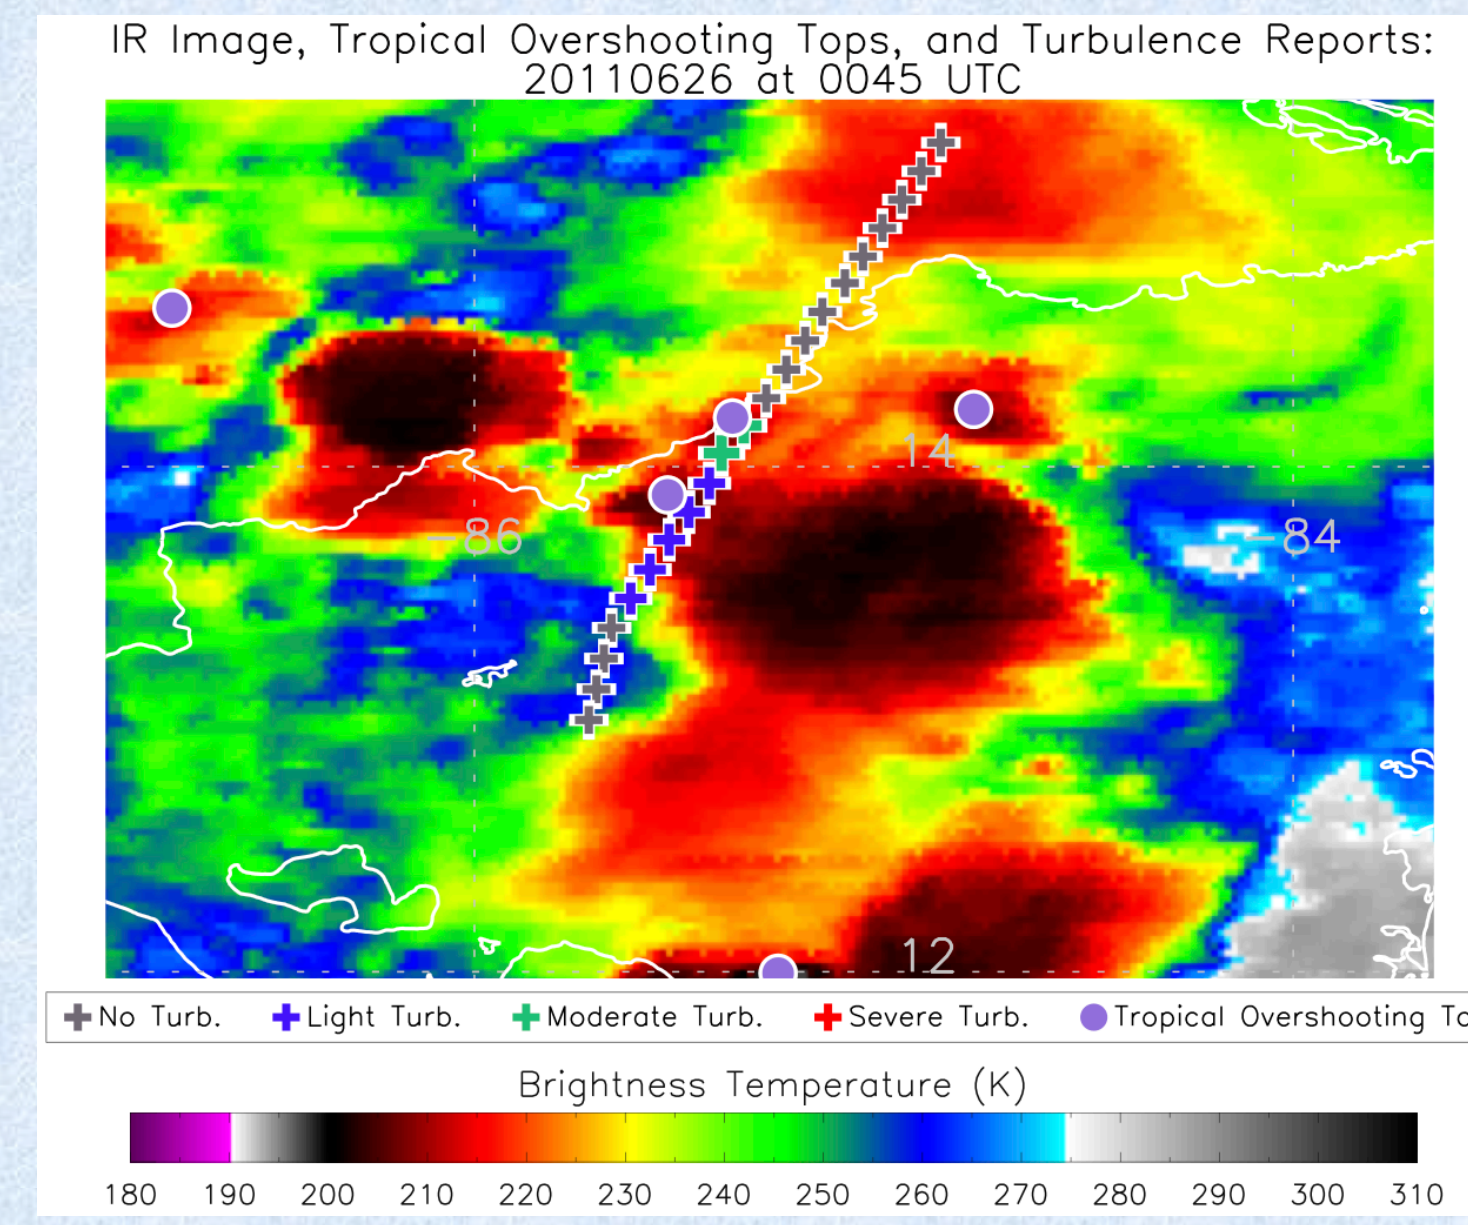 IR Image, Tropical Overshooting Tops, and Turbulence Reports:
20110626 at 0045 UTC
14
-86
-84
12
No Turb. Light Turb. Moderate Turb. Severe Turb. Tropical Overshooting To
Brightness Temperature (K)
180 190 200 210 220 230 240 250 260 270 280 290 300 310